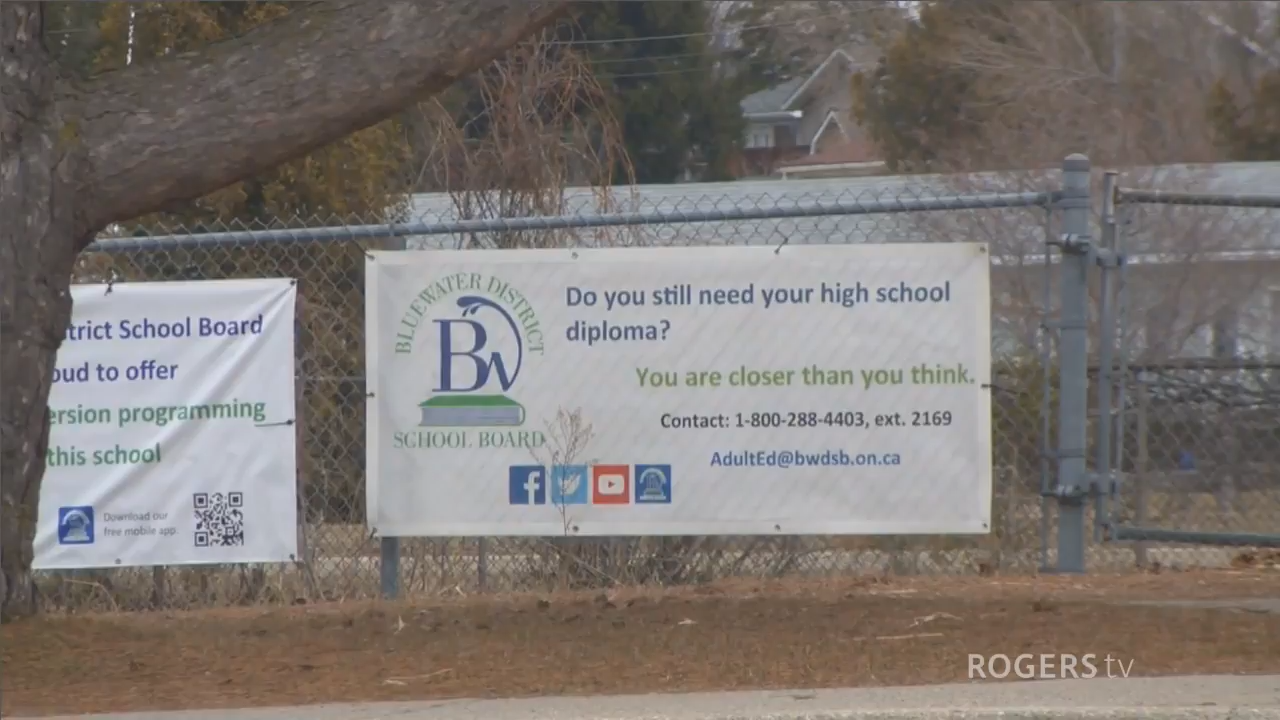 trict School Board
oud to offer
ersion programming
this school
Download our
free mobile app
BLUEWATER DISTRICT
BW
SCHOOL BOARD
Do you still need your high school
diploma?
You are closer than you think.
Contact: 1-800-288-4403, ext. 2169
AdultEd@bwdsb.on.ca
ROGERS tv